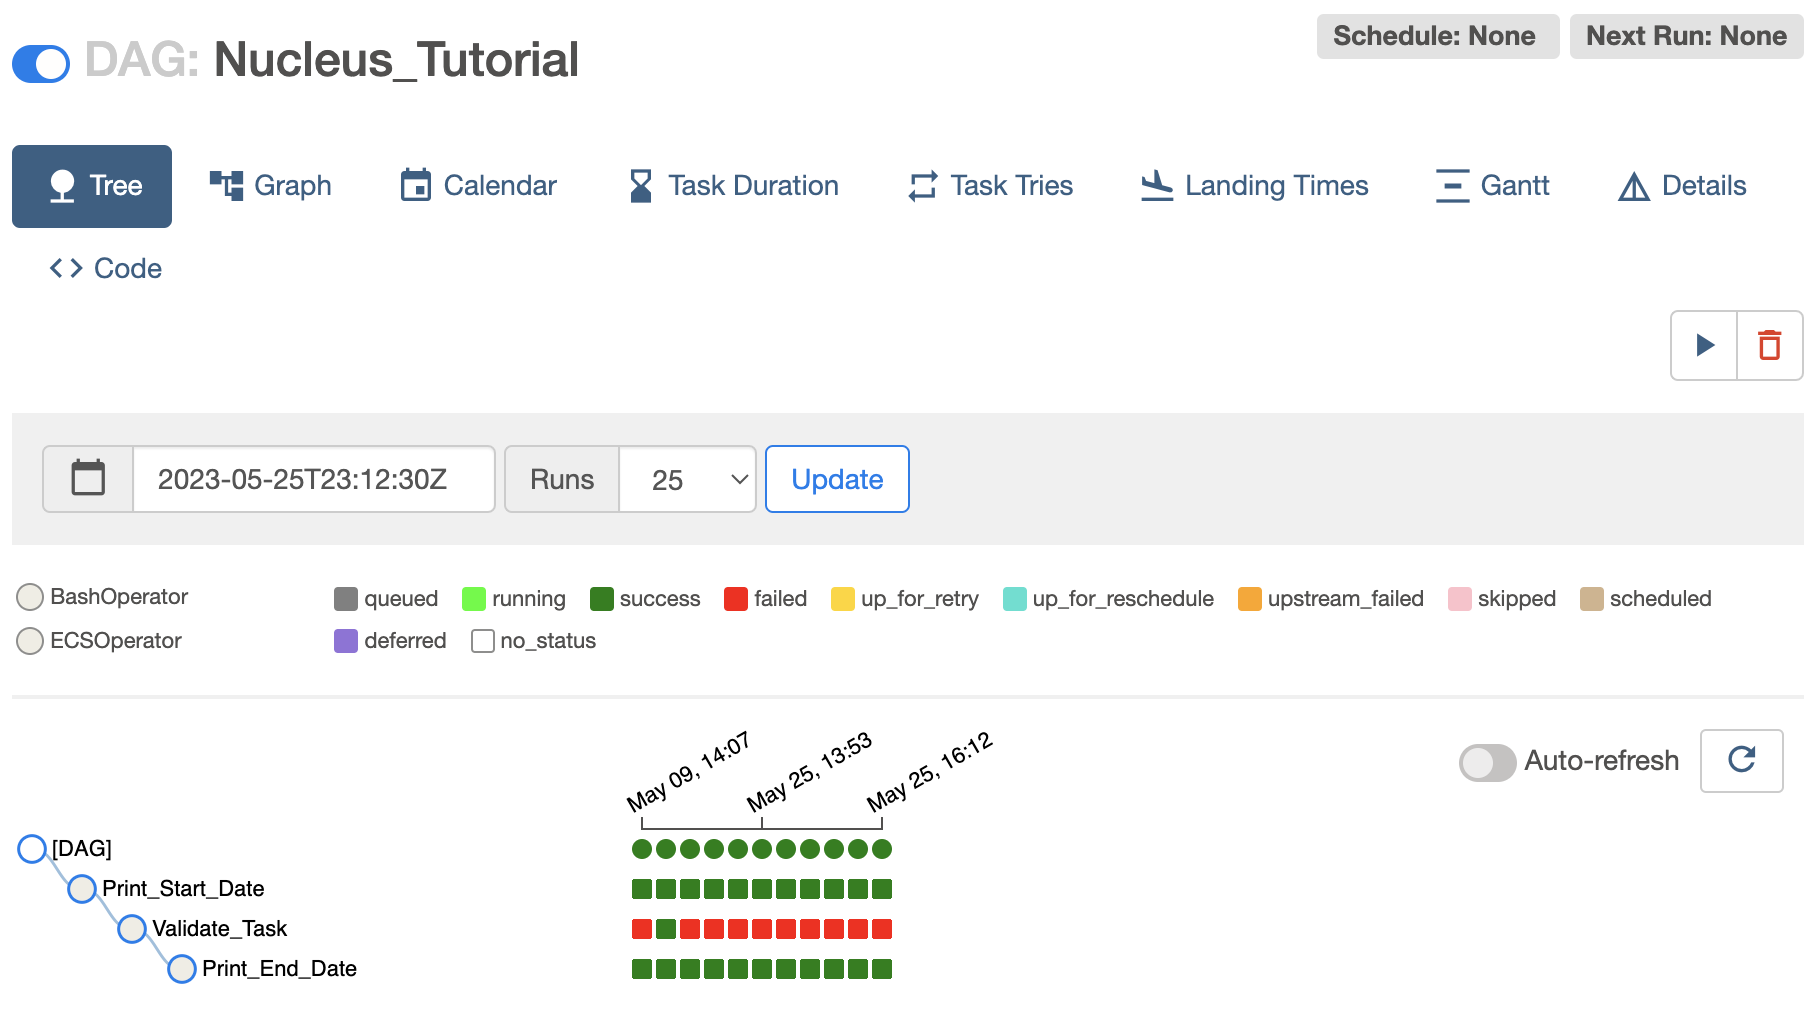 DAG: Nucleus_Tutorial
Schedule: None
Next Run: None
Tree
Graph
Calendar
Task Duration
Task Tries
Landing Times
Gantt
Details
Code
2023-05-25T23:12:30Z
Runs
25
Update
BashOperator
queued
running
success
failed
up_for_retry
up_for_reschedule
upstream_failed
skipped
scheduled
ECSOperator
deferred
no_status
May 09, 14:07
May 25, 13:53
May 25, 16:12
Auto-refresh
[DAG]
Print_Start_Date
Validate_Task
Print_End_Date